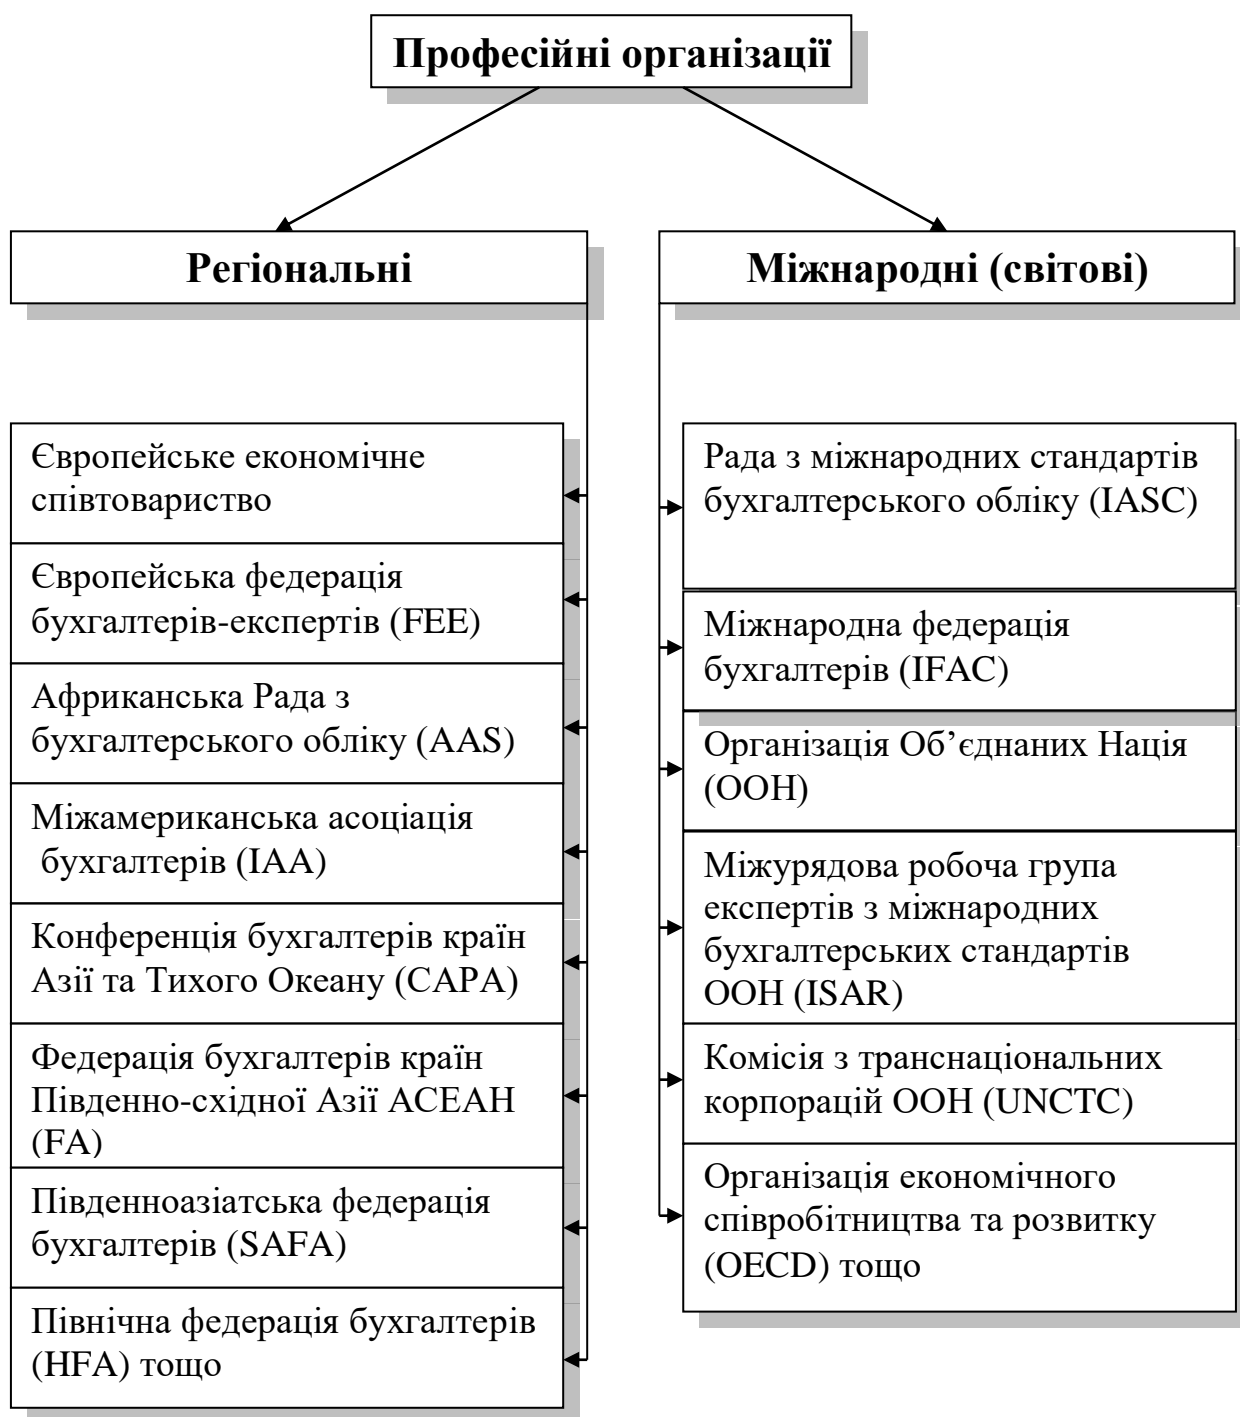 Професійні організації
Регіональні
Європейське економічне
співтовариство
Європейська федерація
бухгалтерів-експертів (FEE)
Африканська Рада з
бухгалтерського обліку (AAS)
Міжамериканська асоціація
бухгалтерів (IAA)
Конференція бухгалтерів країн
Азії та Тихого Океану (CAPA)
Федерація бухгалтерів країн
Південно-східної Азії АСЕАН
(FA)
Південноазіатська федерація
бухгалтерів (SAFA)
Північна федерація бухгалтерів
(HFA) тощо
Міжнародні (світові)
Рада з міжнародних стандартів
бухгалтерського обліку (IASC)
Міжнародна федерація
бухгалтерів (IFAC)
Організація Об’єднаних Націія
(ООН)
Міжурядова робоча група
експертів з міжнародних
бухгалтерських стандартів
ООН (ISAR)
Комісія з транснаціональних
корпорацій ООН (UNCTC)
Організація економічного
співробітництва та розвитку
(OECD) тощо